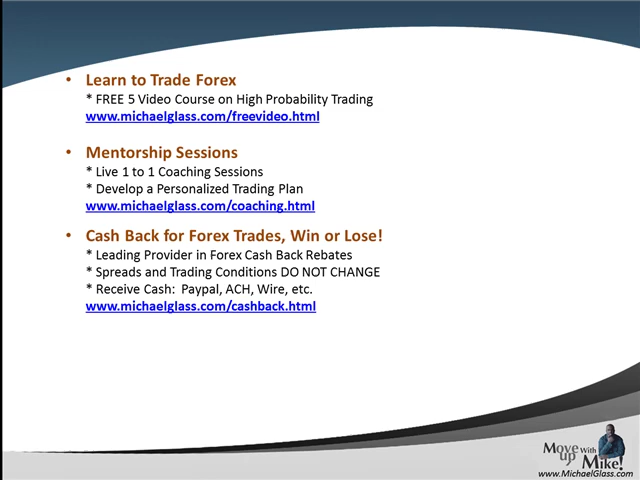 • Learn to Trade Forex
* FREE 5 Video Course on High Probability Trading
www.michaelglass.com/freevideo.html
• Mentorship Sessions
* Live 1 to 1 Coaching Sessions
* Develop a Personalized Trading Plan
www.michaelglass.com/coaching.html
• Cash Back for Forex Trades, Win or Lose!
* Leading Provider in Forex Cash Back Rebates
* Spreads and Trading Conditions DO NOT CHANGE
* Receive Cash: Paypal, ACH, Wire, etc.
www.michaelglass.com/cashback.html
Move up With Mike!
www.MichaelGlass.com